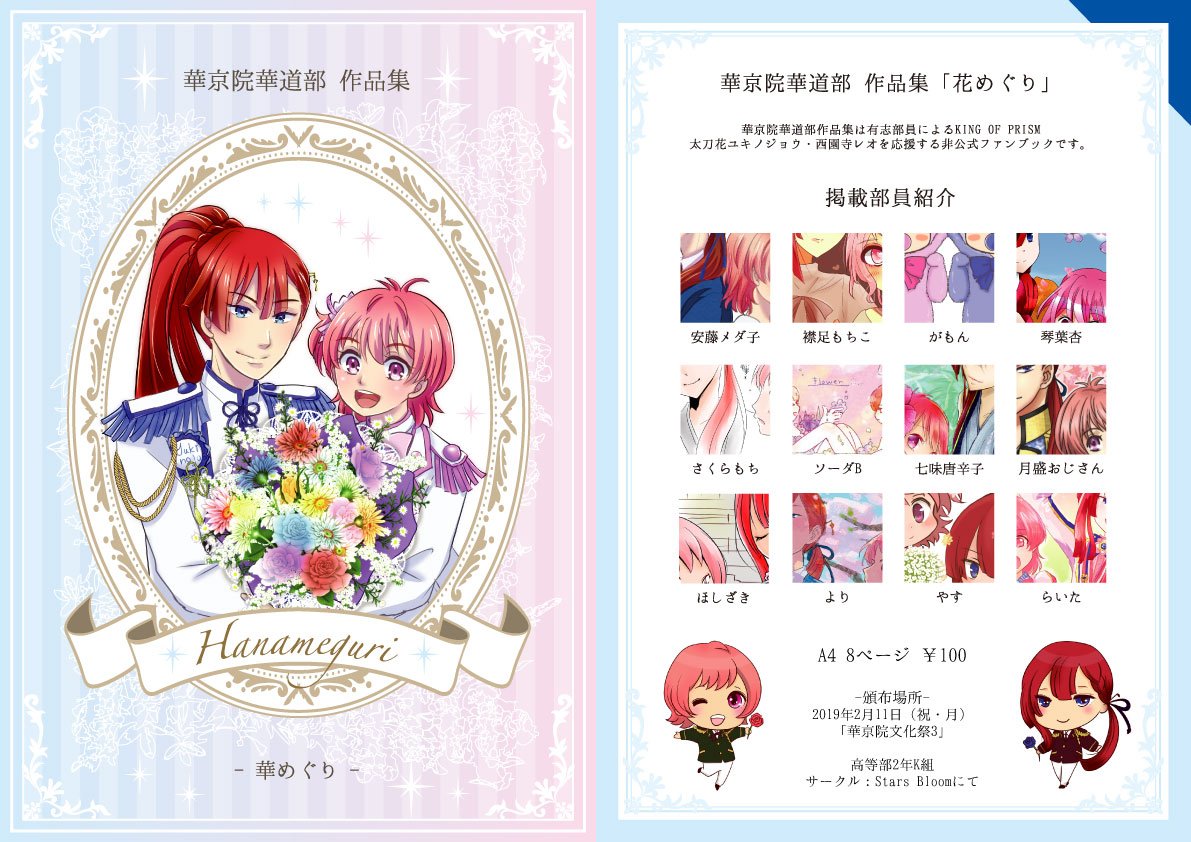 華京院華道部 作品集
Hanameguri
- 華めぐり -
華京院華道部 作品集「花めぐり」
華京院華道部作品集は有志部員によるKING OF PRISM
太刀花ユキノジョウ・西園寺レオを応援する非公式ファンブックです。
掲載部員紹介
安藤メダ子
襟足もちこ
がもん
琴葉杏
flower
さくらもち
ソーダB
七味唐辛子
月盛おじさん
ほしざき
より
やす
らいた
A4 8ページ ￥100
-頒布場所-
2019年2月11日（祝・月）
「華京院文化祭3」
高等部2年K組
サークル：Stars Bloomにて